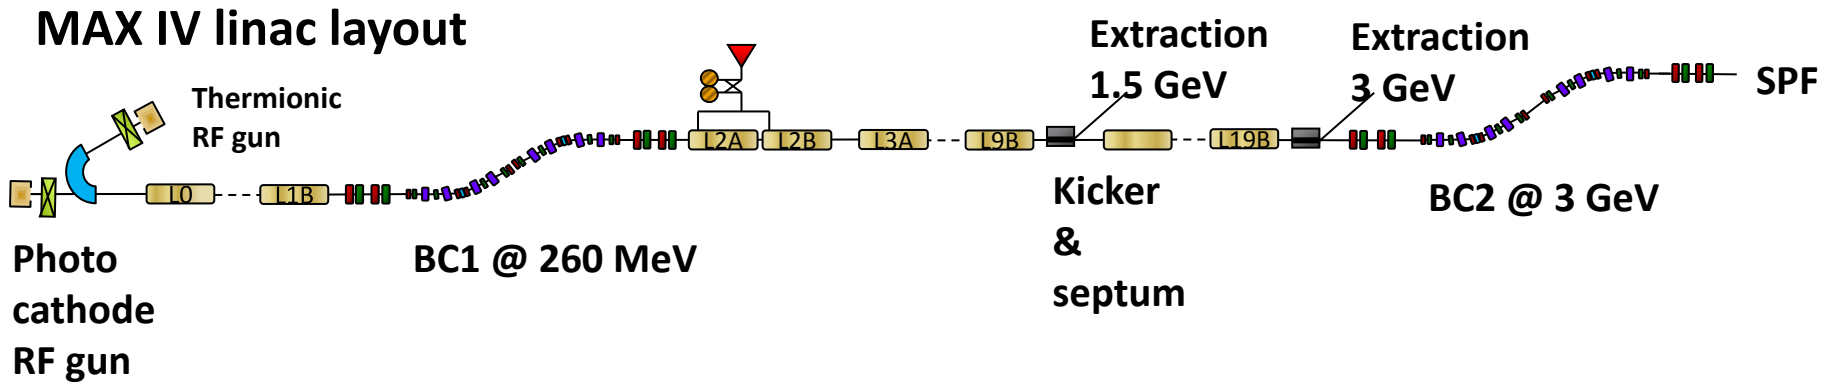 MAX IV linac layout
Thermionic
RF gun
Extraction
1.5 GeV
Extraction
3 GeV
SPF
L0
L1B
L2A
L2B
L3A
L9B
L19B
Photo
cathode
RF gun
BC1 @ 260 MeV
Kicker
&
septum
BC2 @ 3 GeV